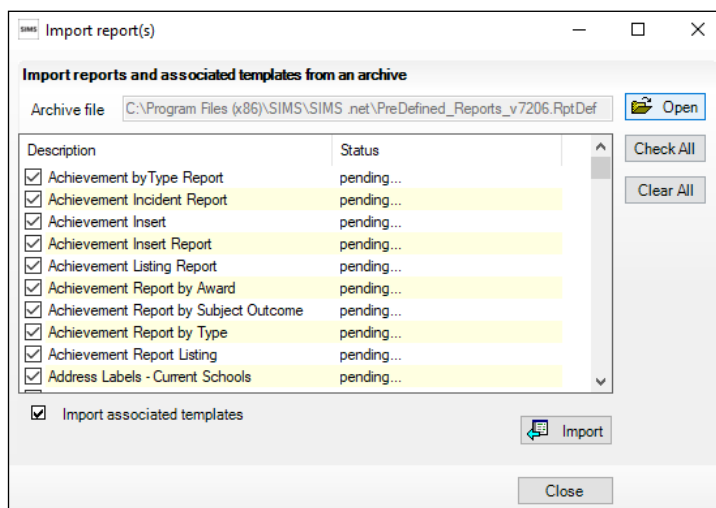 SIMS Import report(s)
Import reports and associated templates from an archive
Archive file C:\Program Files (x86)\SIMS\SIMS .net\PreDefined_Reports_v7206.RptDef Open
Description Status Check All
Achievement by Type Report pending...
Clear All
Achievement Incident Report pending...
Achievement Insert pending...
Achievement Insert Report pending...
Achievement Listing Report pending...
Achievement Report by Award pending...
Achievement Report by Subject Outcome pending...
Achievement Report by Type pending...
Achievement Report Listing pending...
Address Labels - Current Schools pending...
Import associated templates
Import
Close